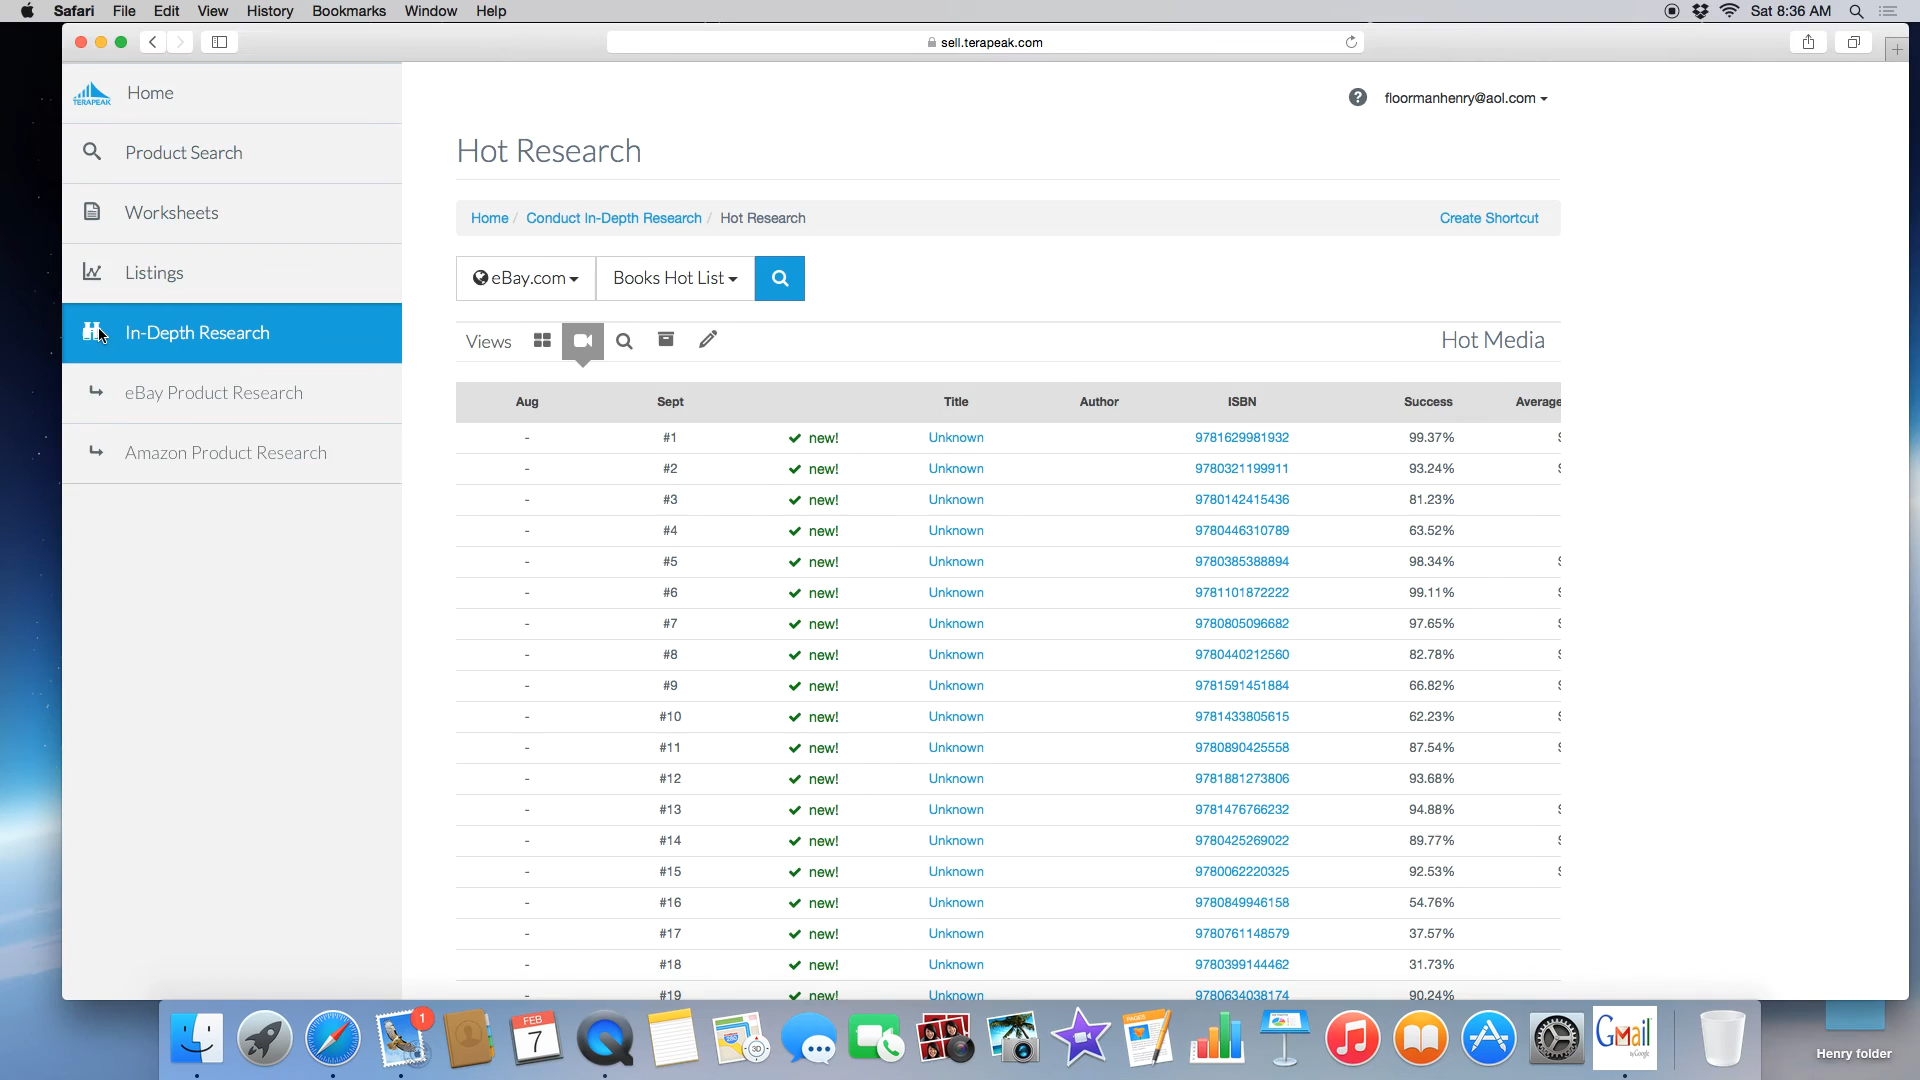 Safari File Edit View History Bookmarks Window Help Sat 8:36 AM
sell.terapeak.com
TERAPEAK Home
Product Search
Worksheets
Listings
In-Depth Research
eBay Product Research
Amazon Product Research
floormanhenry@aol.com
Hot Research
Home / Conduct In-Depth Research / Hot Research Create Shortcut
eBay.com Books Hot List
Views Hot Media
Aug Sept Title Author ISBN Success Average
- #1 new! Unknown 9781629981932 99.37%
- #2 new! Unknown 9780321199911 93.24%
- #3 new! Unknown 9780142415436 81.23%
- #4 new! Unknown 9780446310789 63.52%
- #5 new! Unknown 9780385388894 98.34%
- #6 new! Unknown 9781101872222 99.11%
- #7 new! Unknown 9780805096682 97.65%
- #8 new! Unknown 9780440212560 82.78%
- #9 new! Unknown 9781591451884 66.82%
- #10 new! Unknown 9781433805615 62.23%
- #11 new! Unknown 9780890425558 87.54%
- #12 new! Unknown 9781881273806 93.68%
- #13 new! Unknown 9781476766232 94.88%
- #14 new! Unknown 9780425269022 89.77%
- #15 new! Unknown 9780062220325 92.53%
- #16 new! Unknown 9780849946158 54.76%
- #17 new! Unknown 9780761148579 37.57%
- #18 new! Unknown 9780399144462 31.73%
- #19 new! Unknown 9780634038174 90.24%
1
FEB
7
280
3D
PAGES
Gmail
by Google
Henry folder